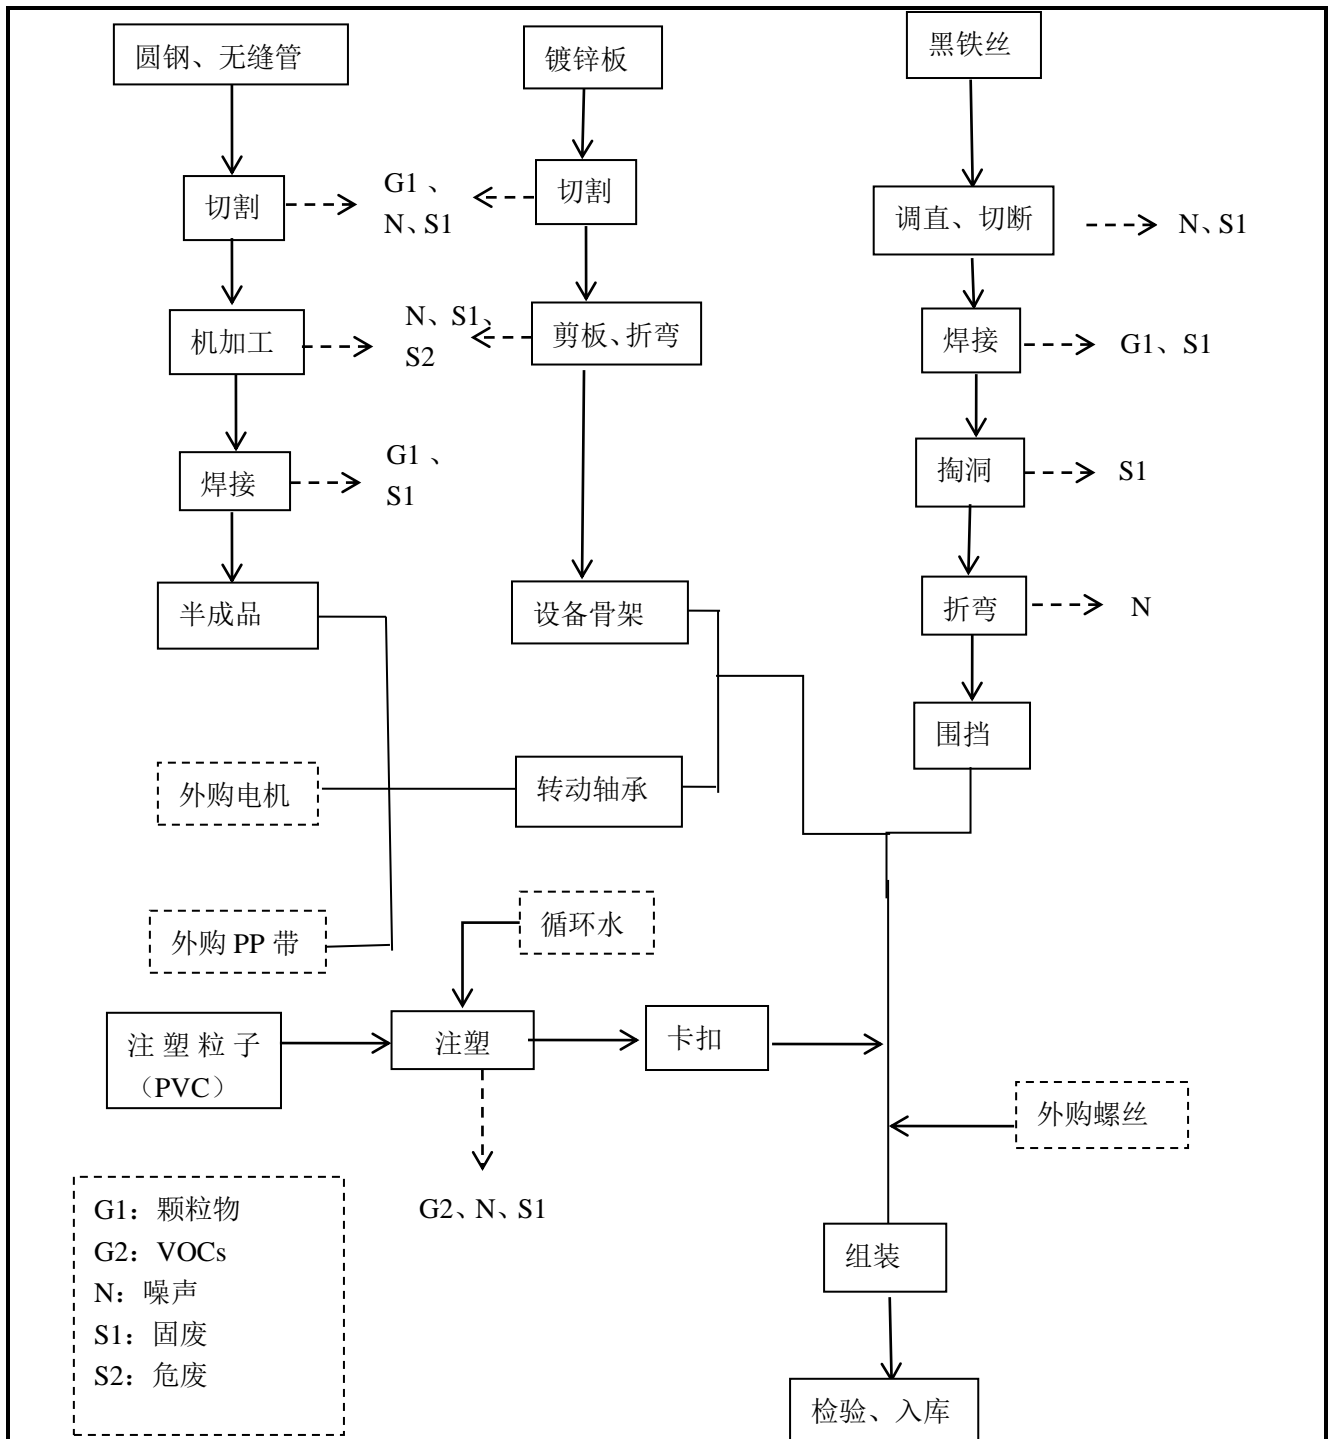 圆钢、无缝管
镀锌板
黑铁丝
切割
G1、
N、S1
切割
调直、切断
N、S1
机加工
N、S1、
S2
剪板、折弯
焊接
G1、S1
焊接
G1、
S1
掏洞
S1
半成品
设备骨架
折弯
N
围挡
外购电机
转动轴承
外购 PP 带
循环水
注塑粒子
（PVC）
注塑
卡扣
外购螺丝
G2、N、S1
G1：颗粒物
G2：VOCs
N：噪声
S1：固废
S2：危废
组装
检验、入库